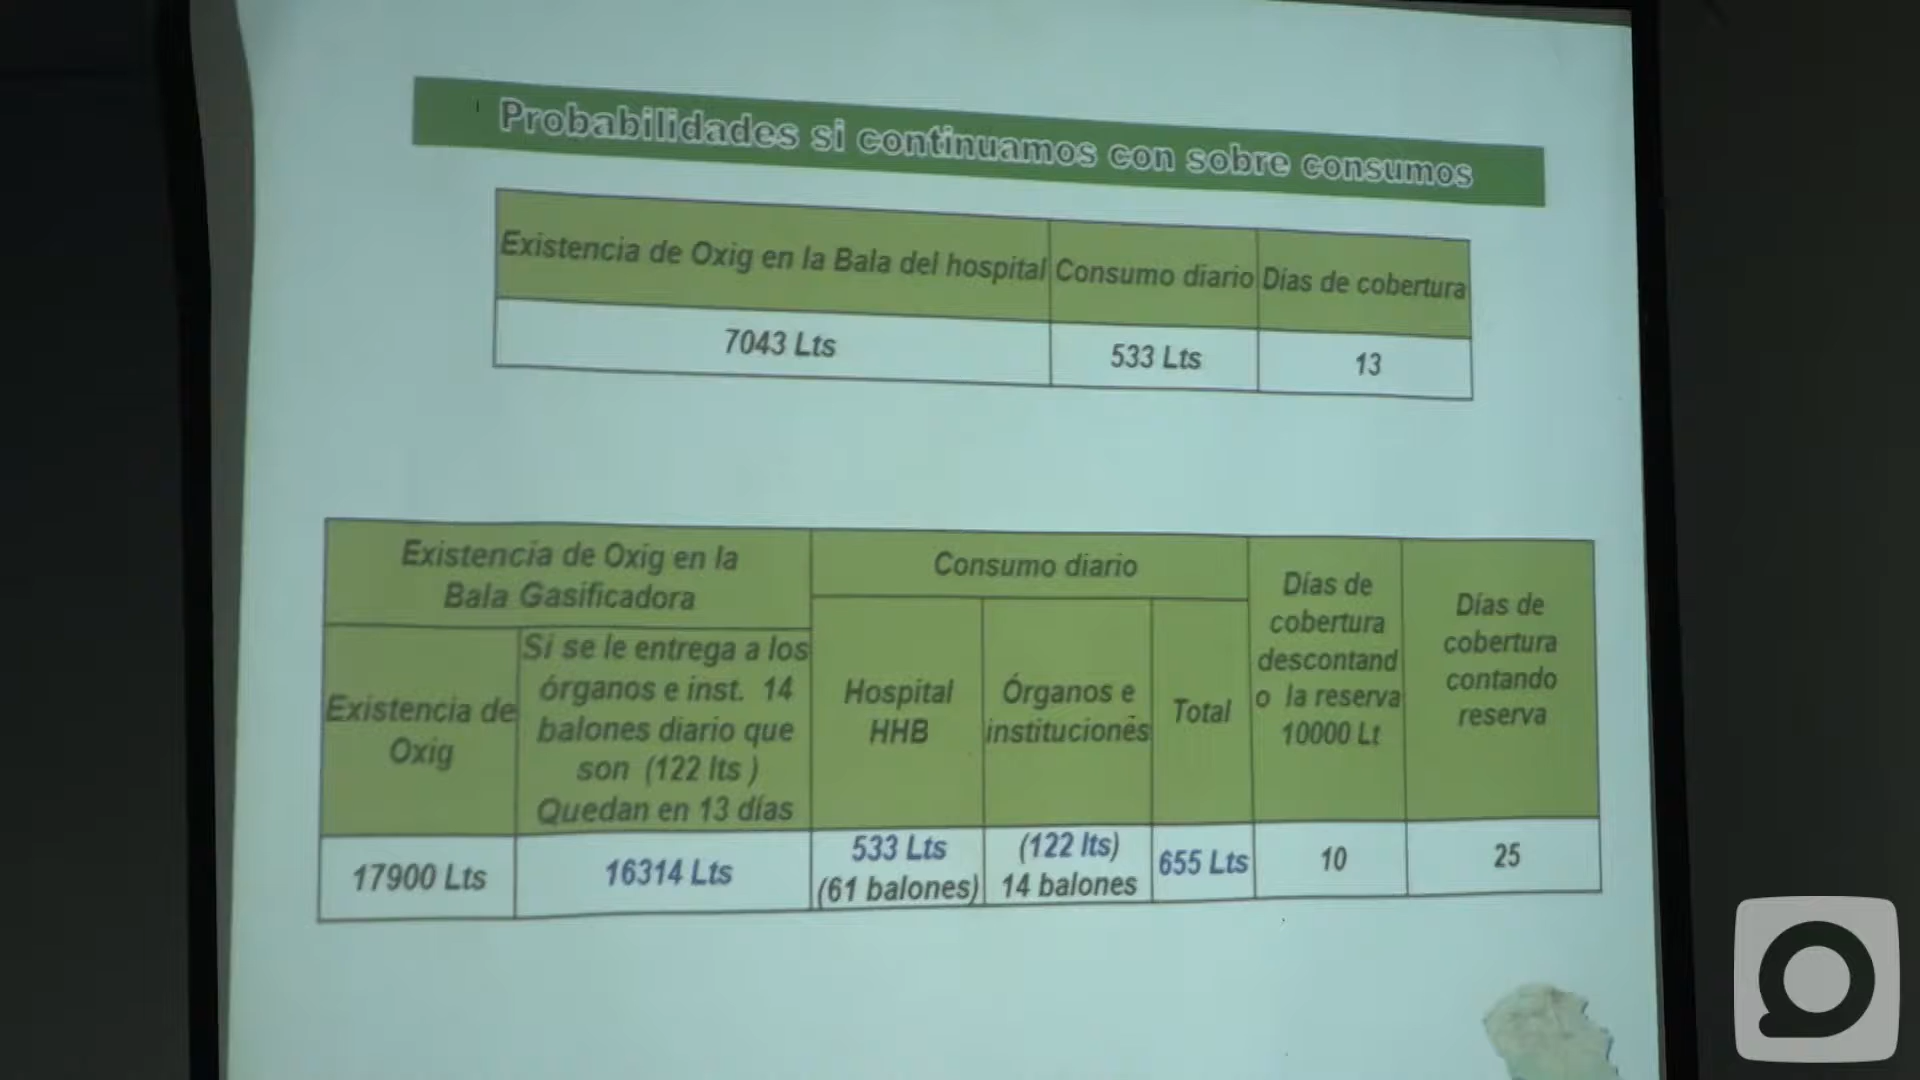 Probabilidades si continuamos con sobre consumos
Existencia de Oxig en la Bala del hospital
Consumo diario
Días de cobertura
7043 Lts
533 Lts
13
Existencia de Oxig en la
Bala Gasificadora
Consumo diario
Días de
cobertura
descontand
o la reserva
10000 Lt
Días de
cobertura
contando
reserva
Existencia de
Oxig
Si se le entrega a los
órganos e inst. 14
balones diario que
son (122 lts )
Quedan en 13 días
Hospital
HHB
Órganos e
instituciones
Total
17900 Lts
16314 Lts
533 Lts
(61 balones)
(122 lts)
14 balones
655 Lts
10
25